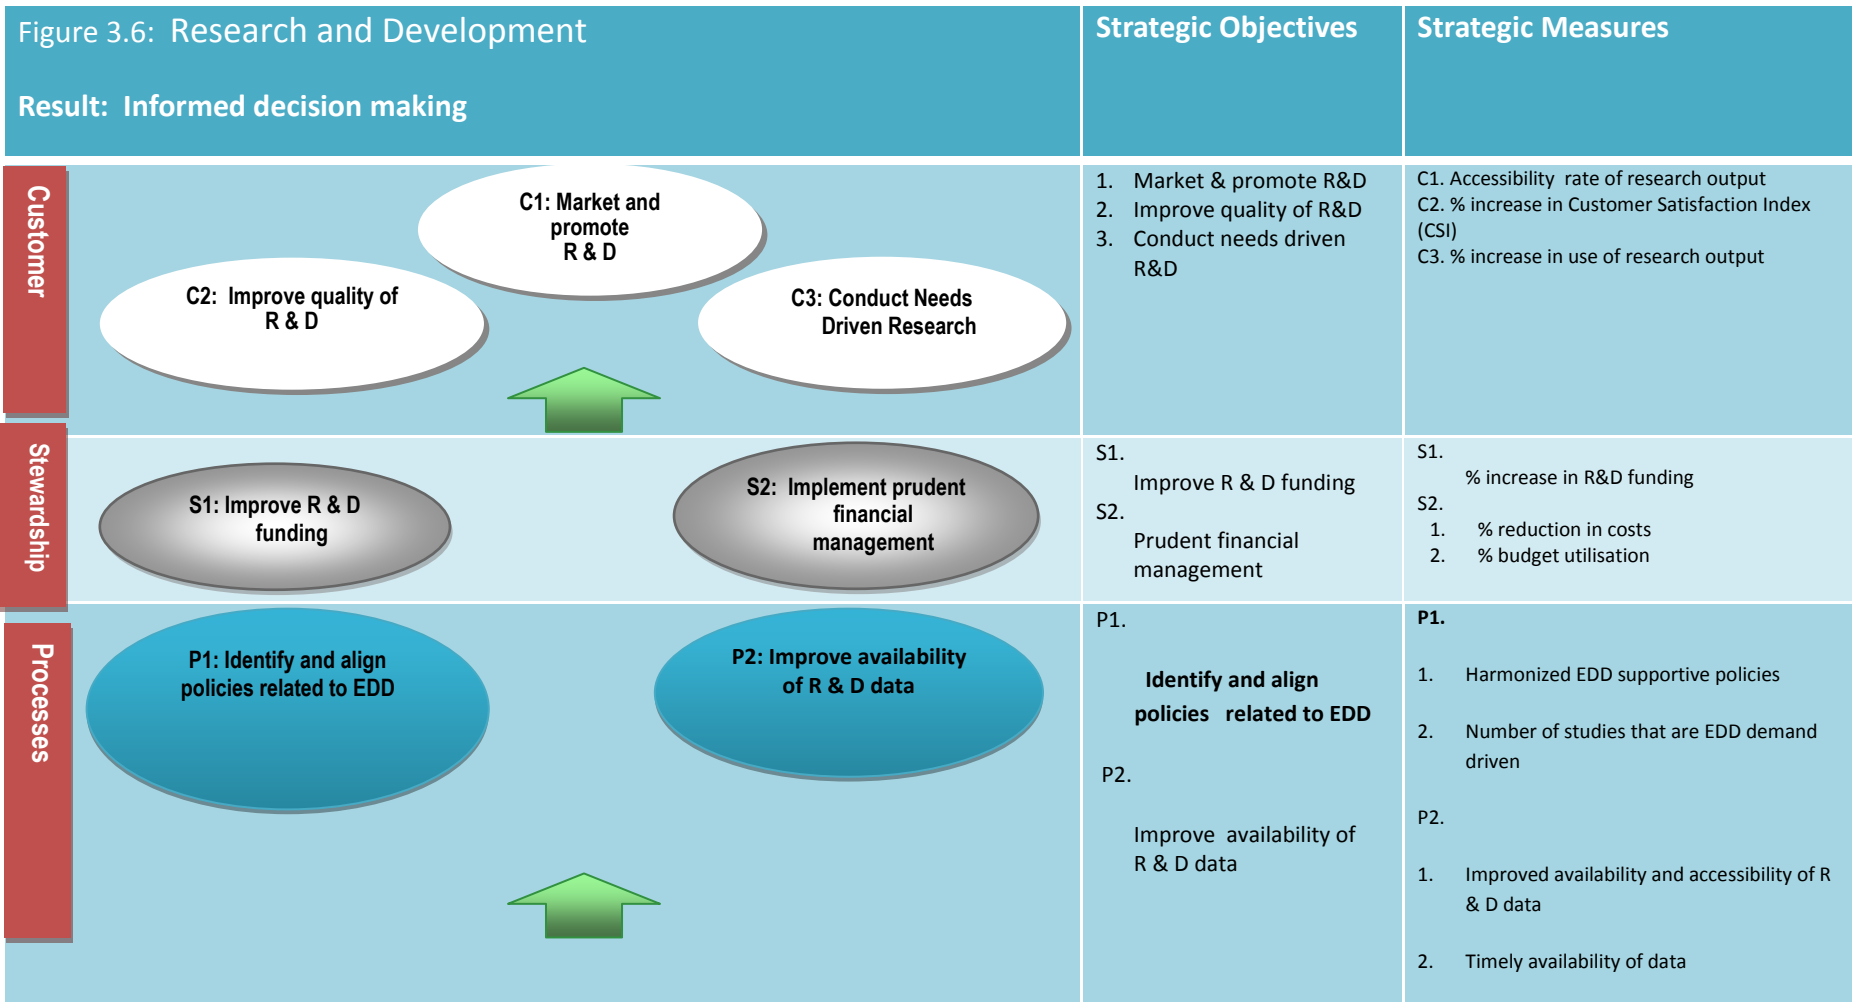 Figure 3.6: Research and Development
Result: Informed decision making
Strategic Objectives
Strategic Measures
Customer
C1: Market and
promote
R & D
C2: Improve quality of
R & D
C3: Conduct Needs
Driven Research
1. Market & promote R&D
2. Improve quality of R&D
3. Conduct needs driven
R&D
C1. Accessibility rate of research output
C2. % increase in Customer Satisfaction Index
(CSI)
C3. % increase in use of research output
Stewardship
S1: Improve R & D
funding
S2: Implement prudent
financial
management
S1.
Improve R & D funding
S2.
Prudent financial
management
S1.
% increase in R&D funding
S2.
1. % reduction in costs
2. % budget utilisation
Processes
P1: Identify and align
policies related to EDD
P2: Improve availability
of R & D data
P1.
Identify and align
policies related to EDD
P2.
Improve availability of
R & D data
P1.
1. Harmonized EDD supportive policies
2. Number of studies that are EDD demand
driven
P2.
1. Improved availability and accessibility of R
& D data
2. Timely availability of data